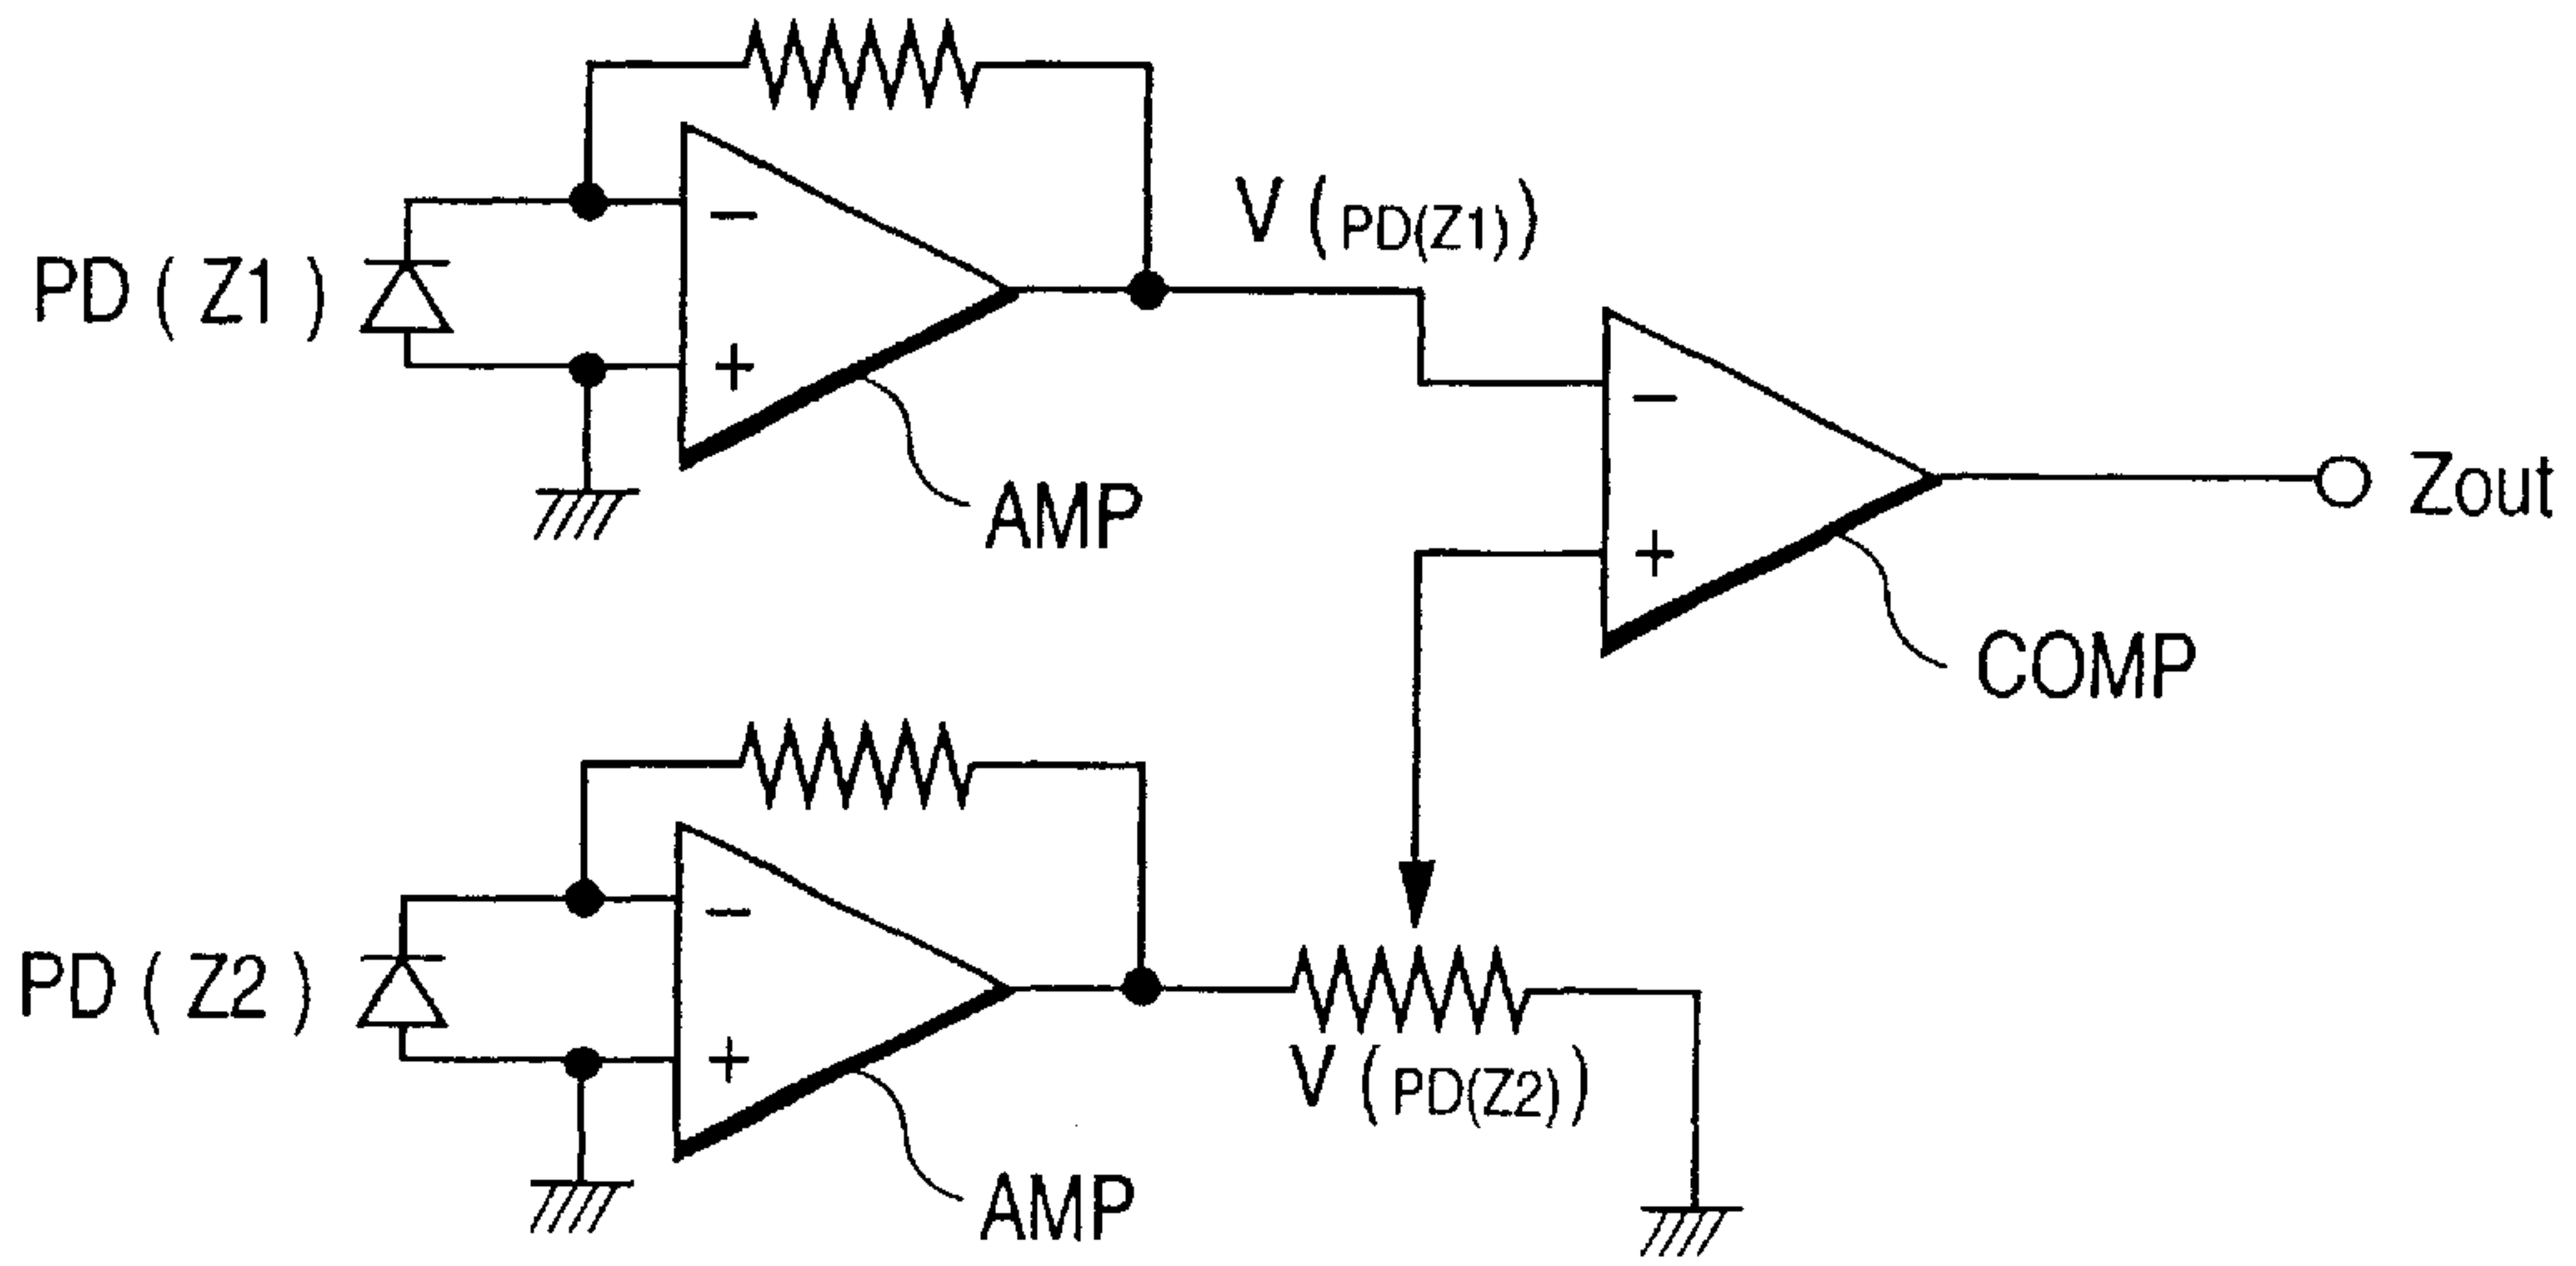 PD ( Z1 )
−
+
AMP
V (PD(Z1))
−
+
COMP
Zout
PD ( Z2 )
−
+
AMP
V (PD(Z2))